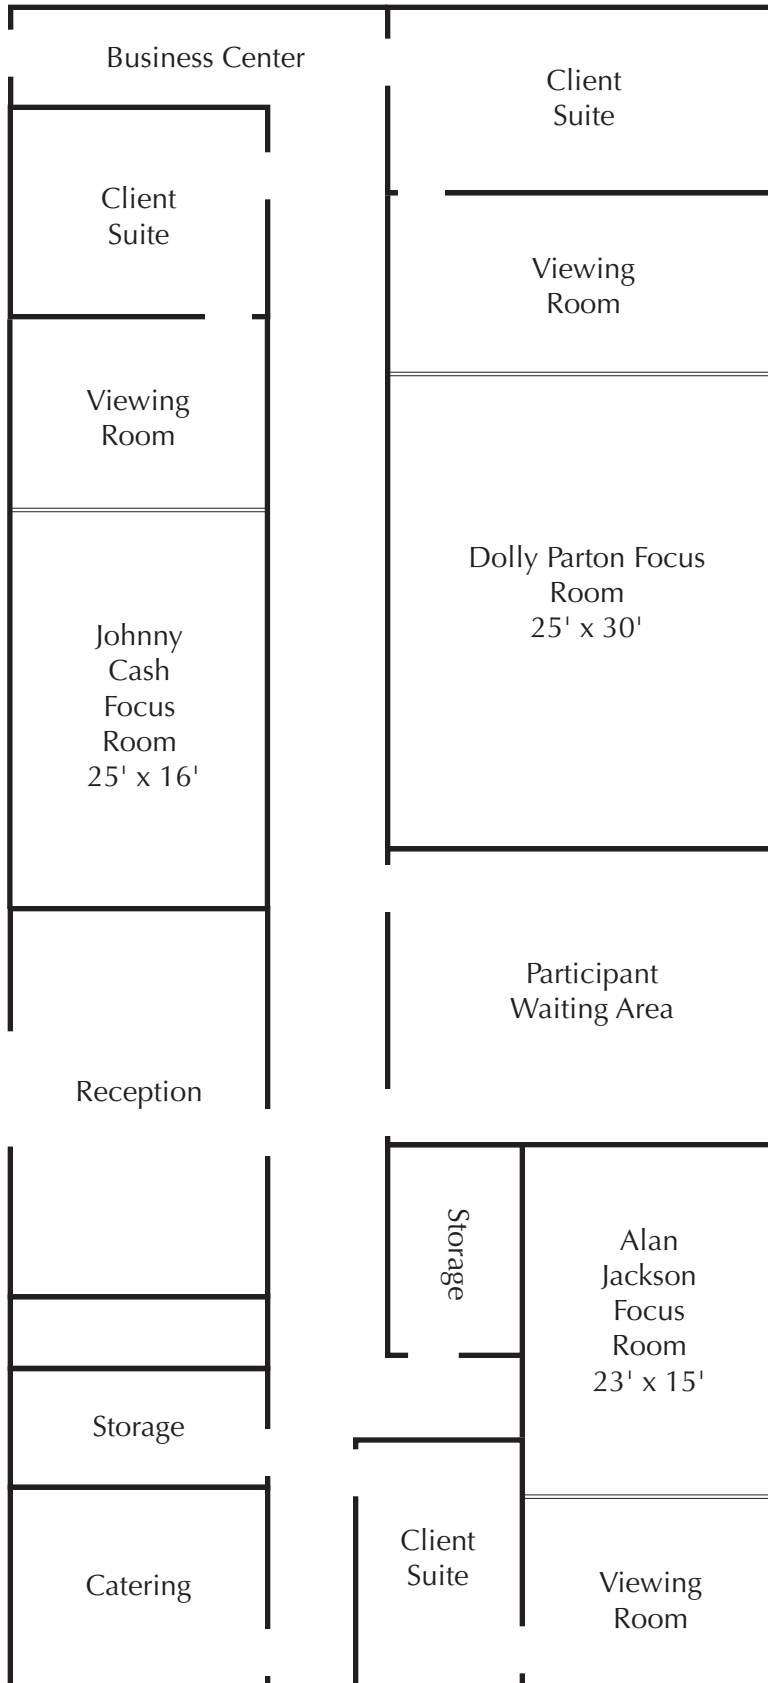 Business Center
Client
Suite
Client
Suite
Viewing
Room
Viewing
Room
Dolly Parton Focus
Room
25' x 30'
Johnny
Cash
Focus
Room
25' x 16'
Participant
Waiting Area
Reception
Storage
Alan
Jackson
Focus
Room
23' x 15'
Storage
Client
Suite
Catering
Viewing
Room